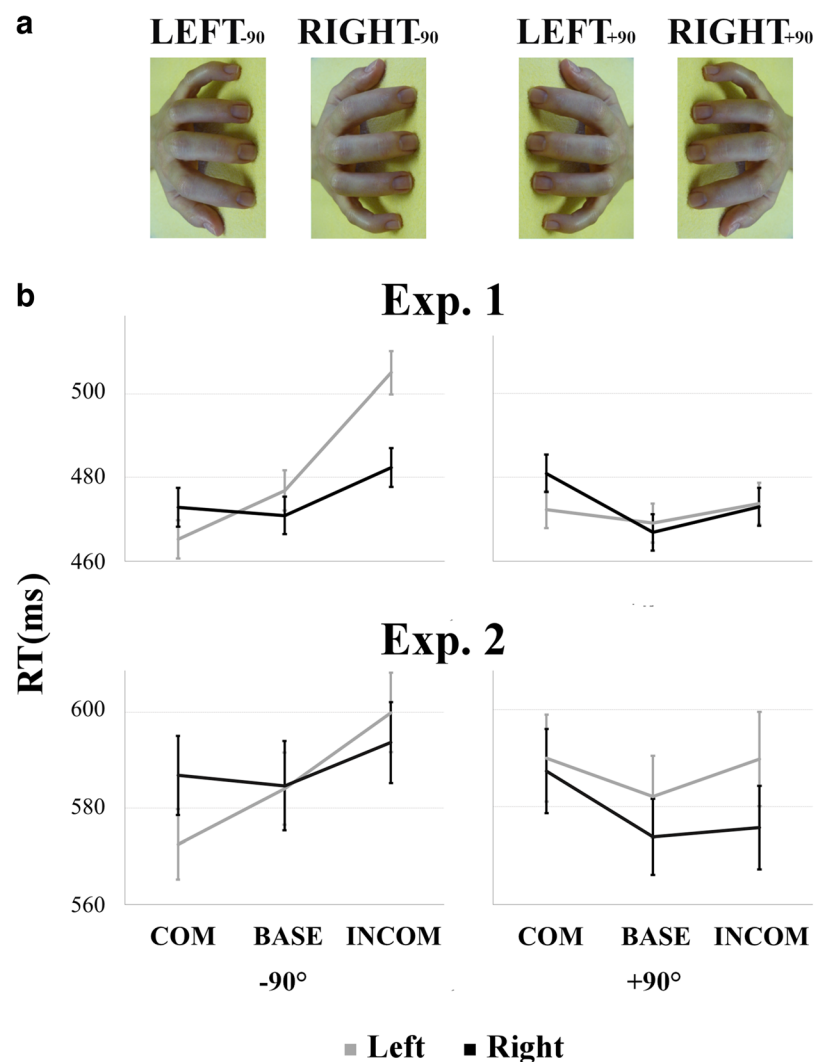 a
LEFT-90 RIGHT-90 LEFT+90 RIGHT+90
b
Exp. 1
500
480
460
RT(ms)
Exp. 2
600
580
560
COM BASE INCOM COM BASE INCOM
-90° +90°
Left Right